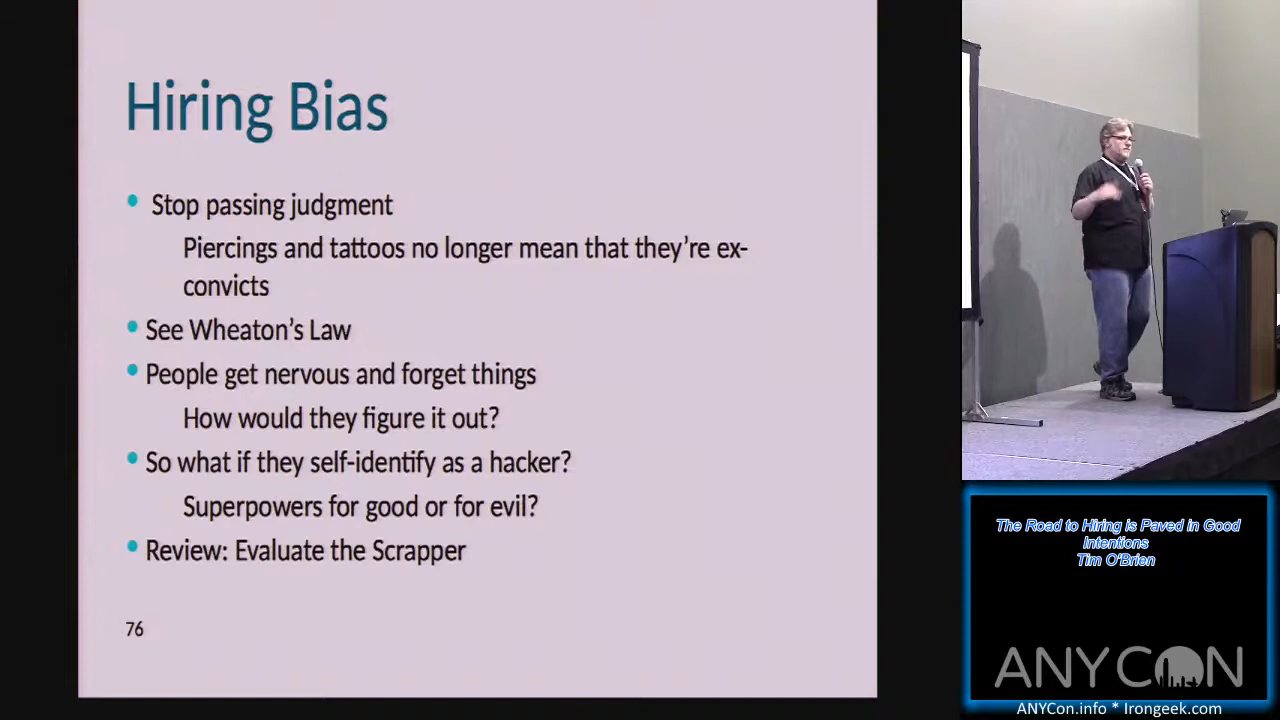 Hiring Bias
• Stop passing judgment
Piercings and tattoos no longer mean that they’re ex-
convicts
• See Wheaton’s Law
• People get nervous and forget things
How would they figure it out?
• So what if they self-identify as a hacker?
Superpowers for good or for evil?
• Review: Evaluate the Scrapper
76
The Road to Hiring is Paved in Good
Intentions
Tim O'Brien
ANYCON
ANYCon.info * Irongeek.com